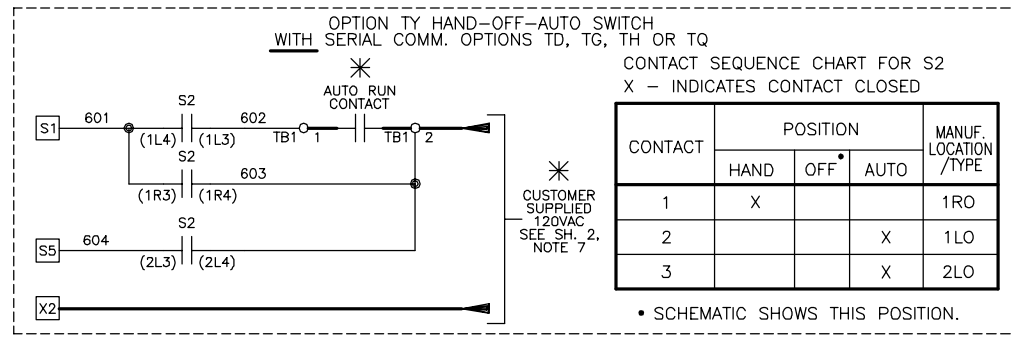 OPTION TY HAND-OFF-AUTO SWITCH
WITH SERIAL COMM. OPTIONS TD, TG, TH OR TQ
AUTO RUN
CONTACT
S2
S1 601 602
(1L4) (1L3) TB1 1 TB1 2
S2
603
(1R3) (1R4)
S2
S5 604
(2L3) (2L4)
X2
CUSTOMER
SUPPLIED
120VAC
SEE SH. 2,
NOTE 7
CONTACT SEQUENCE CHART FOR S2
X - INDICATES CONTACT CLOSED
CONTACT POSITION MANUF. LOCATION /TYPE
HAND OFF• AUTO
1 X 1RO
2 X 1LO
3 X 2LO
• SCHEMATIC SHOWS THIS POSITION.